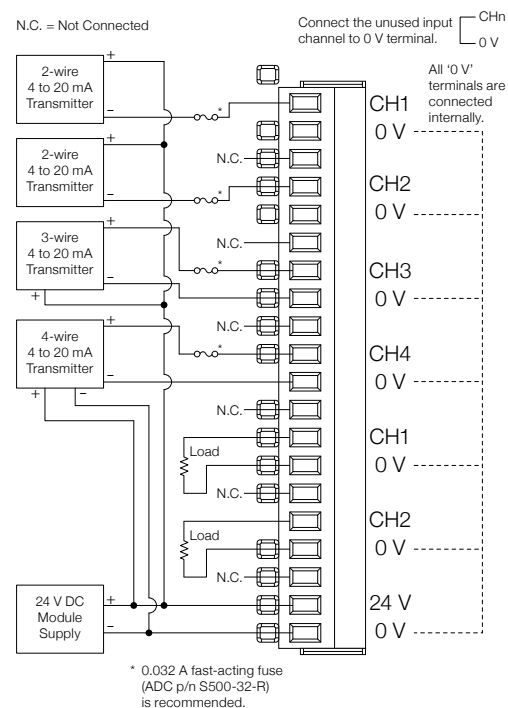 N.C. = Not Connected
Connect the unused input
channel to 0 V terminal.
CHn
0 V
All ‘0 V’
terminals are
connected
internally.
+
2-wire
4 to 20 mA
Transmitter
–
*
CH1
0 V
+
2-wire
4 to 20 mA
Transmitter
–
N.C.
*
CH2
0 V
+
3-wire
4 to 20 mA
Transmitter
–
+
N.C.
*
CH3
0 V
+
4-wire
4 to 20 mA
Transmitter
+
–
–
N.C.
*
CH4
0 V
N.C.
Load
CH1
0 V
N.C.
Load
CH2
0 V
N.C.
24 V DC
Module
Supply
+
–
24 V
0 V
* 0.032 A fast-acting fuse
(ADC p/n S500-32-R)
is recommended.